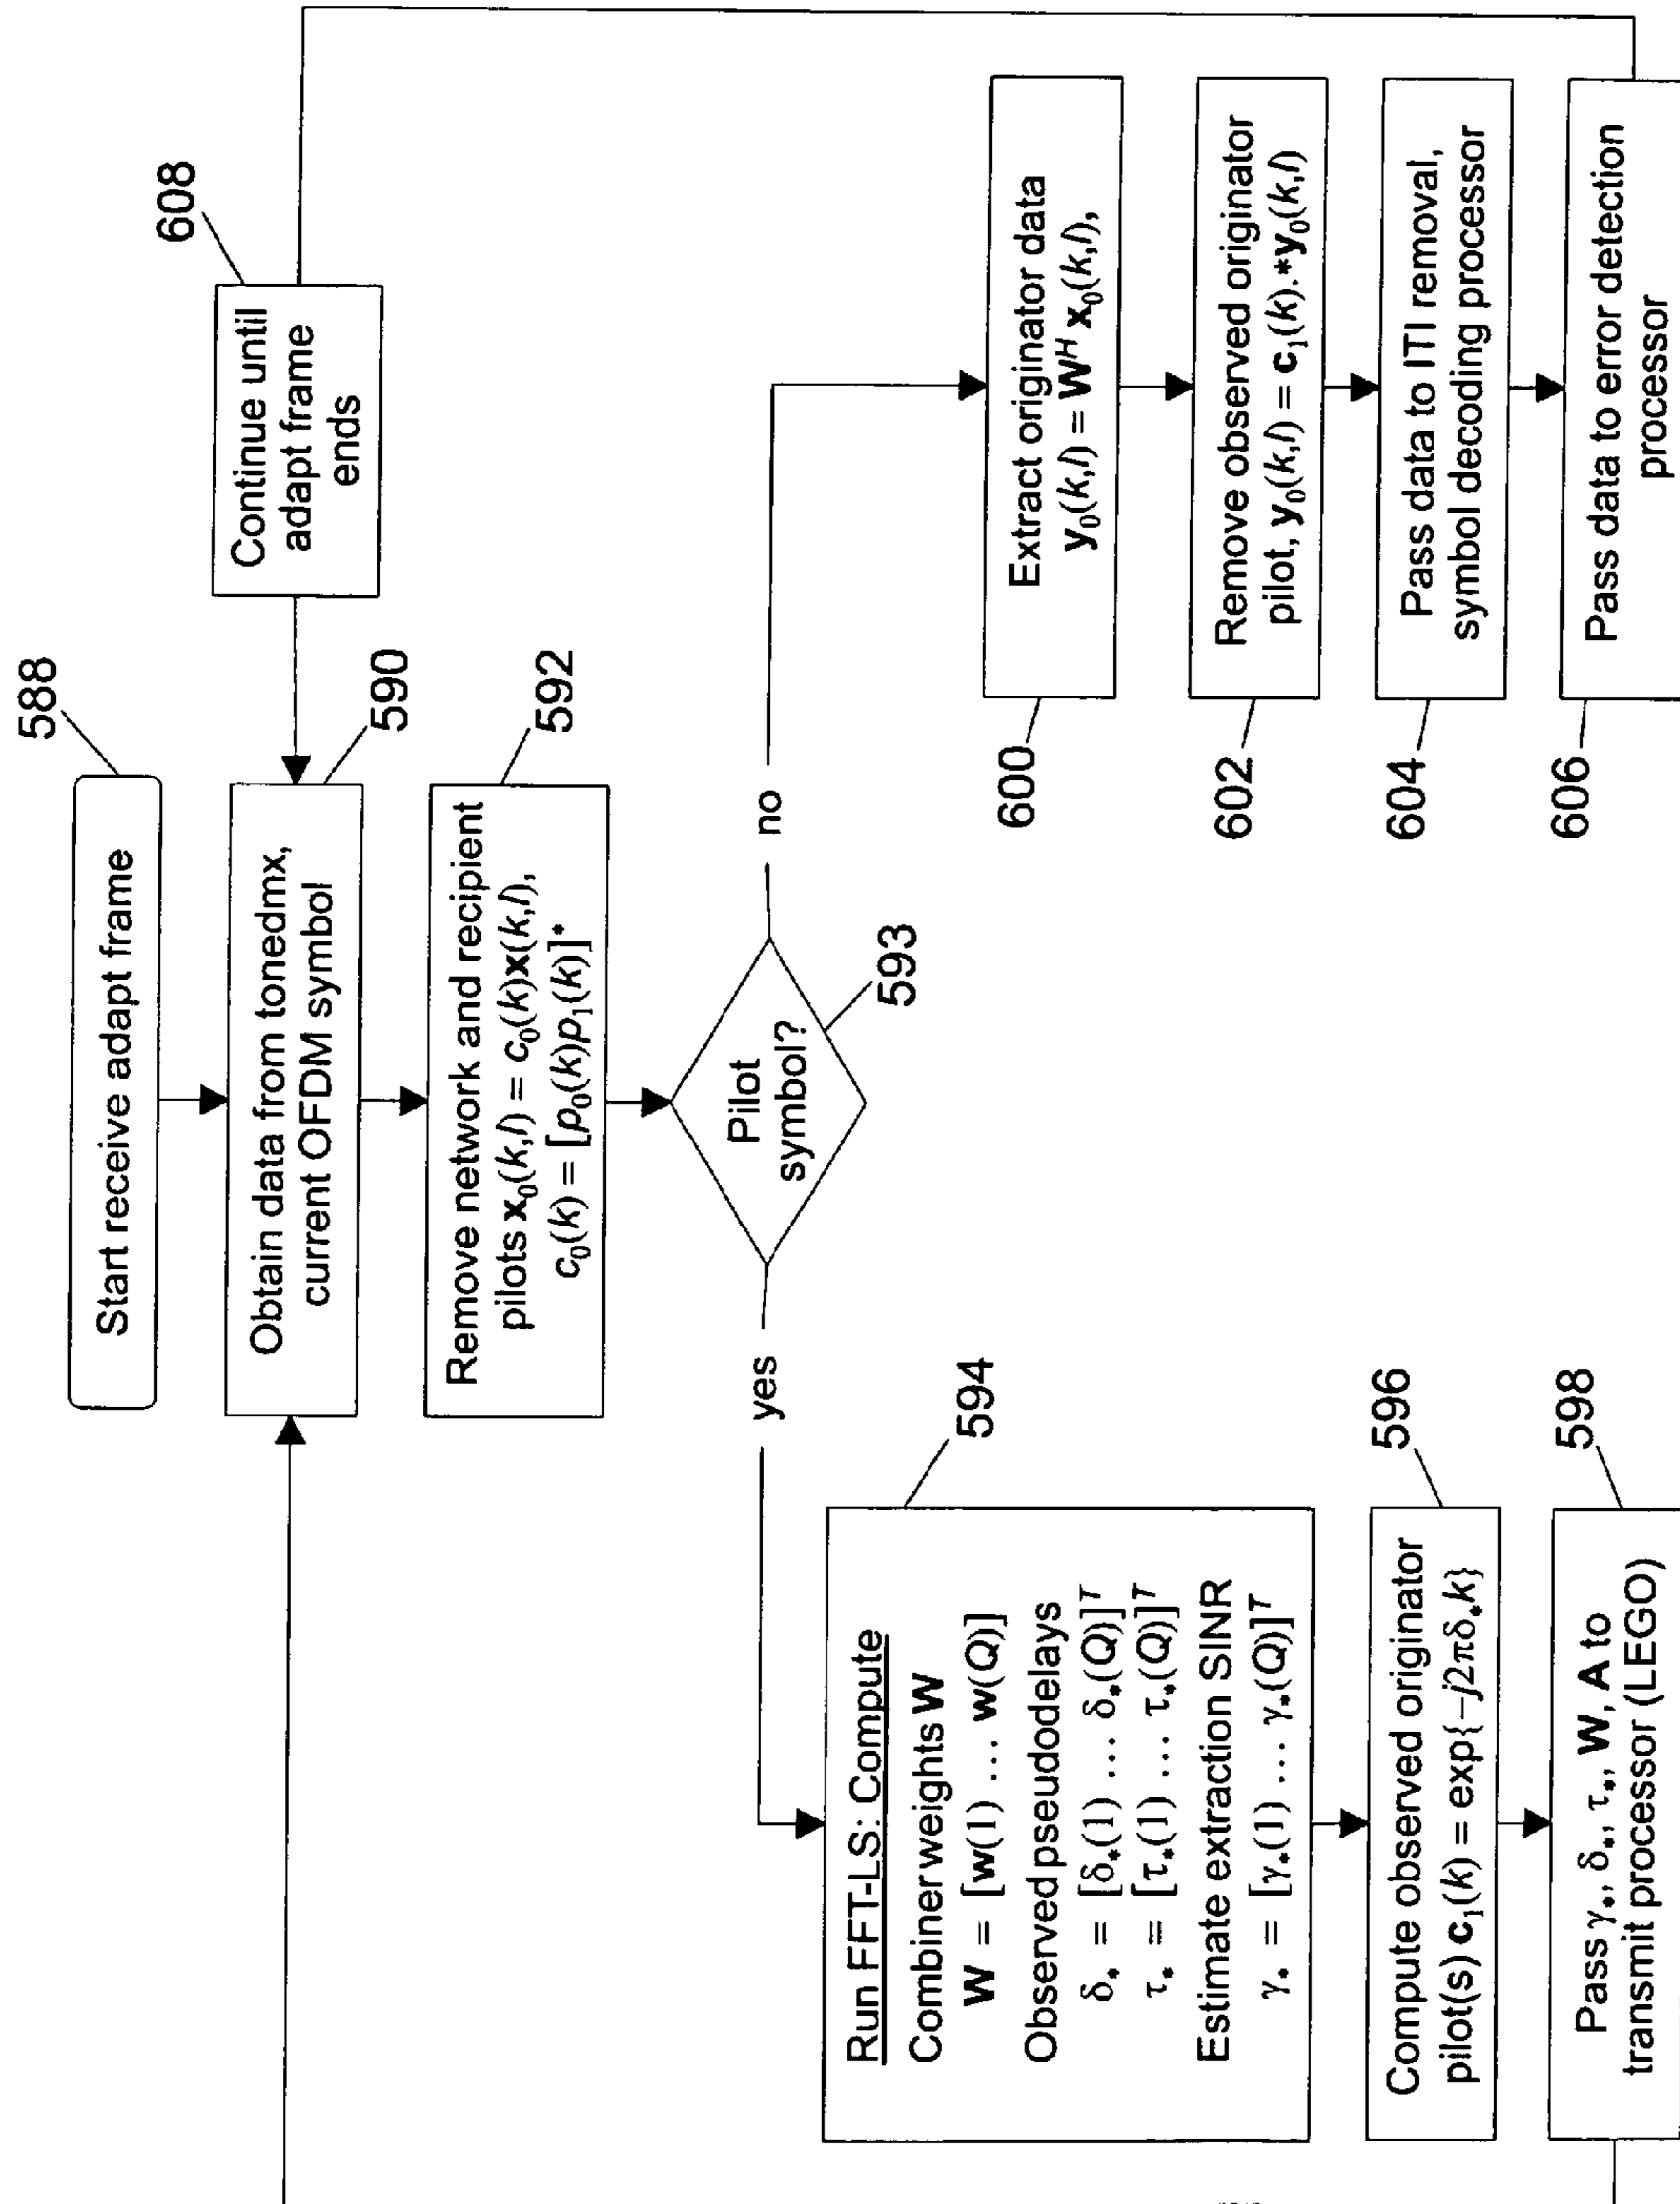 588
Start receive adapt frame
608
Continue until
adapt frame
ends
590
Obtain data from tonedmx,
current OFDM symbol
592
Remove network and recipient
pilots x₀(k,l) = c₀(k)x(k,l),
c₀(k) = [p₀(k)p₁(k)]*
593
Pilot
symbol?
yes
no
594
Run FFT-LS: Compute
Combiner weights W
W = [w(1) ... w(Q)]
Observed pseudodelays
δ* = [δ*(1) ... δ*(Q)]ᵀ
τ* = [τ*(1) ... τ*(Q)]ᵀ
Estimate extraction SINR
γ* = [γ*(1) ... γ*(Q)]ᵀ
596
Compute observed originator
pilot(s) c₁(k) = exp{−j2πδ*k}
598
Pass γ*, δ*, τ*, W, A to
transmit processor (LEGO)
600
Extract originator data
y₀(k,l) = Wᴴ x₀(k,l),
602
Remove observed originator
pilot, y₀(k,l) = c₁(k).*y₀(k,l)
604
Pass data to ITI removal,
symbol decoding processor
606
Pass data to error detection
processor